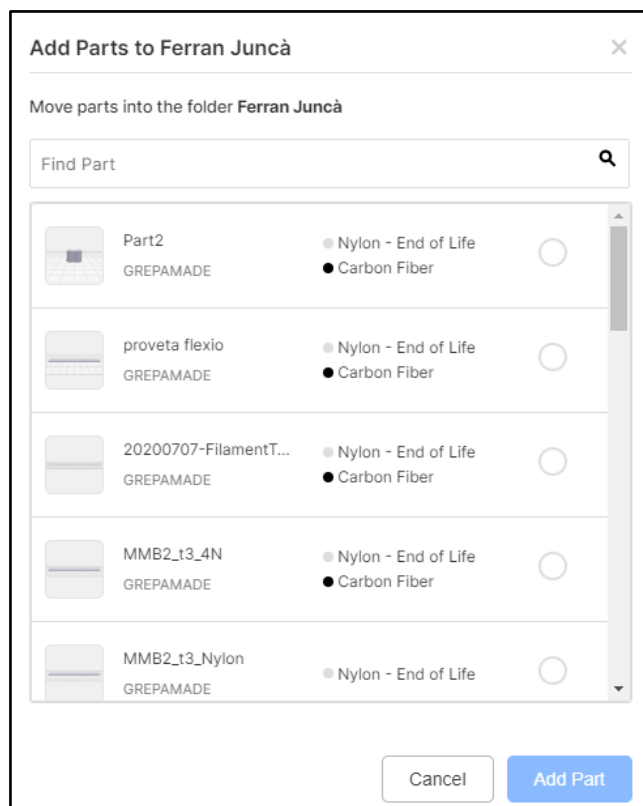 Add Parts to Ferran Juncà
Move parts into the folder Ferran Juncà
Find Part
Part2
GREPAMADE
Nylon - End of Life
Carbon Fiber
proveta flexio
GREPAMADE
Nylon - End of Life
Carbon Fiber
20200707-FilamentT...
GREPAMADE
Nylon - End of Life
Carbon Fiber
MMB2_t3_4N
GREPAMADE
Nylon - End of Life
Carbon Fiber
MMB2_t3_Nylon
GREPAMADE
Nylon - End of Life
Cancel
Add Part